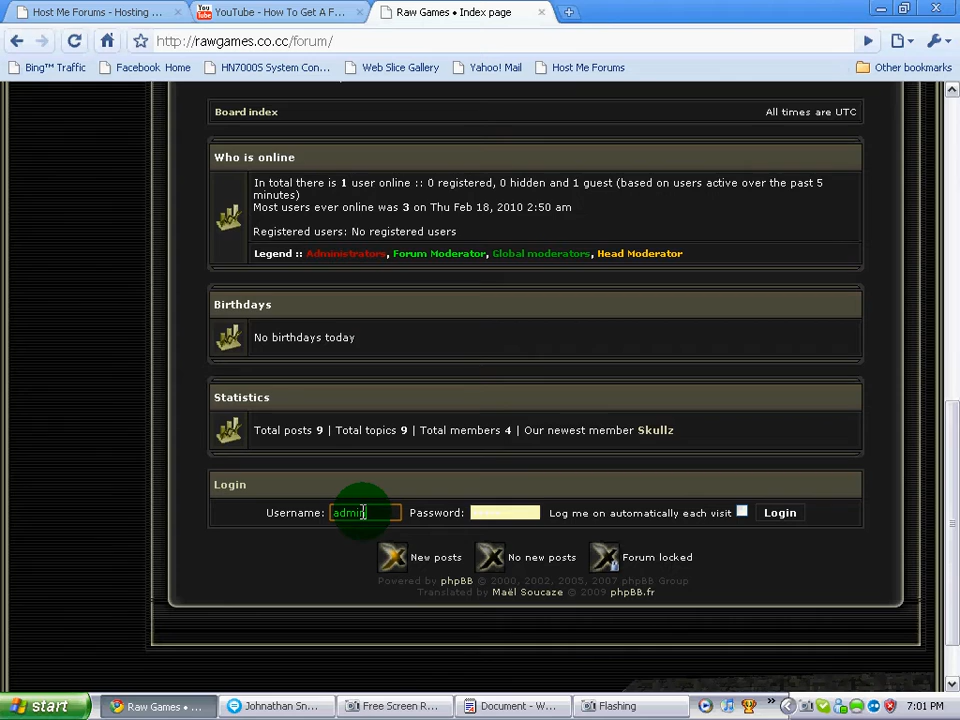 Host Me Forums - Hosting ...
YouTube - How To Get A F...
Raw Games • Index page
http://rawgames.co.cc/forum/
Bing™ Traffic
Facebook Home
HN7000S System Con...
Web Slice Gallery
Yahoo! Mail
Host Me Forums
Other bookmarks
Board index
All times are UTC
Who is online
In total there is 1 user online :: 0 registered, 0 hidden and 1 guest (based on users active over the past 5
minutes)
Most users ever online was 3 on Thu Feb 18, 2010 2:50 am
Registered users: No registered users
Legend :: Administrators, Forum Moderator, Global moderators, Head Moderator
Birthdays
No birthdays today
Statistics
Total posts 9 | Total topics 9 | Total members 4 | Our newest member Skullz
Login
Username: admin Password: Log me on automatically each visit Login
New posts No new posts Forum locked
Powered by phpBB © 2000, 2002, 2005, 2007 phpBB Group
Translated by Maël Soucaze © 2009 phpBB.fr
start
Raw Games • ...
Johnathan Sn...
Free Screen R...
Document - W...
Flashing
7:01 PM